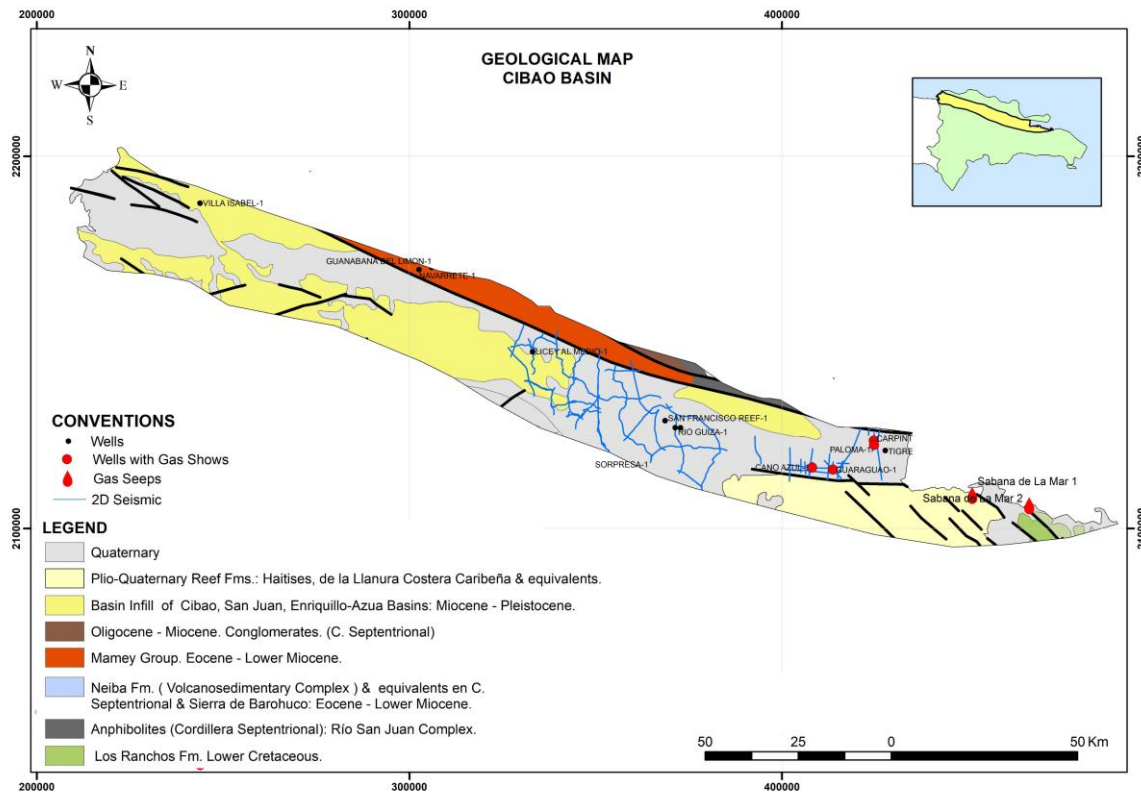 200000 300000 400000
GEOLOGICAL MAP
CIBAO BASIN
N
W E
S
2200000
VILLA ISABEL-1
GUANABANA DEL LIMON-1
NAVARRETE-1
LICEY AL MEDIO-1
SAN FRANCISCO REEF-1
RIO GUIZA-1
SORPRESA-1
CARPINT
PALOMA-1
TIGRE
CANO AZUL
GUARAGUAO-1
Sabana de La Mar 1
Sabana de La Mar 2
2100000
CONVENTIONS
Wells
Wells with Gas Shows
Gas Seeps
2D Seismic
LEGEND
Quaternary
Plio-Quaternary Reef Fms.: Haitises, de la Llanura Costera Caribeña & equivalents.
Basin Infill of Cibao, San Juan, Enriquillo-Azua Basins: Miocene - Pleistocene.
Oligocene - Miocene. Conglomerates. (C. Septentrional)
Mamey Group. Eocene - Lower Miocene.
Neiba Fm. ( Volcanosedimentary Complex ) & equivalents en C.
Septentrional & Sierra de Barohuco: Eocene - Lower Miocene.
Anphibolites (Cordillera Septentrional): Río San Juan Complex.
Los Ranchos Fm. Lower Cretaceous.
50 25 0 50 Km
200000 300000 400000